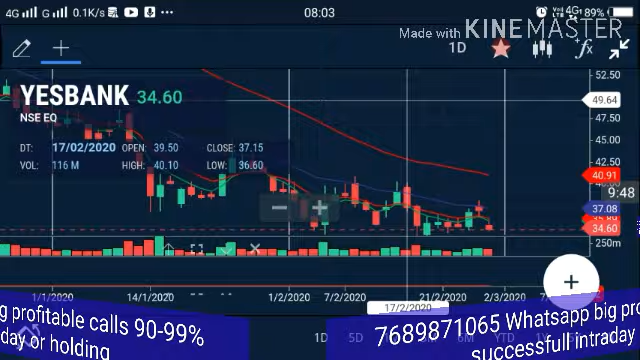 4G G 0.1K/s 08:03 4G 89%
Made with KINEMASTER
1D fx
YESBANK 34.60
NSE EQ
DT: 17/02/2020 OPEN: 39.50 CLOSE: 37.15
VOL: 116 M HIGH: 40.10 LOW: 36.60
52.50
49.64
47.50
45.00
42.50
40.91
9:48
37.08
34.60
250m
1/1/2020 14/1/2020 1/2/2020 7/2/2020 17/2/2020 21/2/2020 2/3/2020
1D 5D
g profitable calls 90-99%
day or holding
7689871065 Whatsapp big pro
successfull intraday